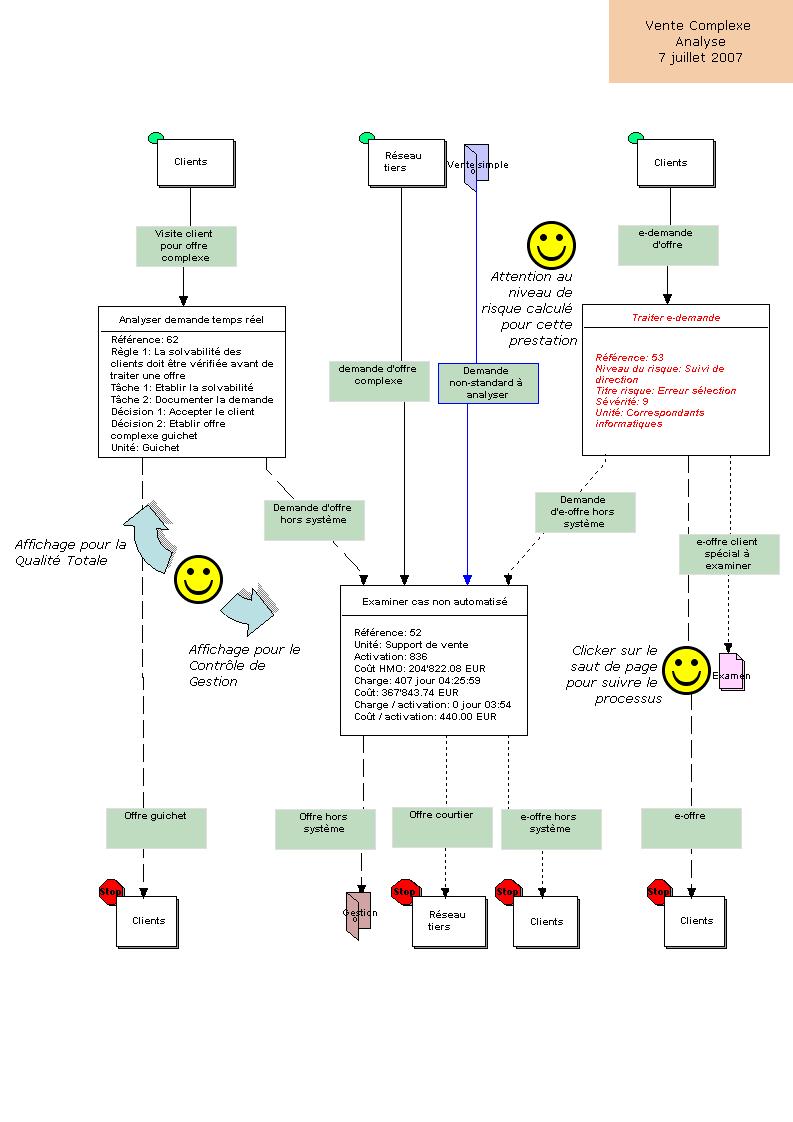 Vente Complexe
Analyse
7 juillet 2007
Clients
Réseau
tiers
Vente simple
Clients
Visite client
pour offre
complexe
e-demande
d'offre
Attention au
niveau de
risque calculé
pour cette
prestation
Analyser demande temps réel
Référence: 62
Règle 1: La solvabilité des
clients doit être vérifiée avant de
traiter une offre
Tâche 1: Etablir la solvabilité
Tâche 2: Documenter la demande
Décision 1: Accepter le client
Décision 2: Etablir offre
complexe guichet
Unité: Guichet
demande d'offre
complexe
Demande
non-standard à
analyser
Traiter e-demande
Référence: 53
Niveau du risque: Suivi de
direction
Titre risque: Erreur sélection
Sévérité: 9
Unité: Correspondants
informatiques
Demande d'offre
hors système
Demande
d'e-offre hors
système
e-offre client
spécial à
examiner
Affichage pour la
Qualité Totale
Affichage pour le
Contrôle de
Gestion
Examiner cas non automatisé
Référence: 52
Unité: Support de vente
Activation: 836
Coût HMO: 204'822.08 EUR
Charge: 407 jour 04:25:59
Coût: 367'843.74 EUR
Charge / activation: 0 jour 03:54
Coût / activation: 440.00 EUR
Clicker sur le
saut de page
pour suivre le
processus
Examen
Offre guichet
Offre hors
système
Offre courtier
e-offre hors
système
e-offre
Stop
Clients
Gestion
Stop
Réseau
tiers
Stop
Clients
Stop
Clients